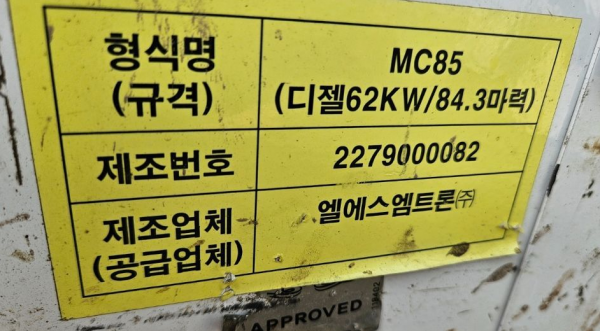 형식명 MC85
(규격) (디젤62KW/84.3마력)
제조번호 2279000082
제조업체 엘에스엠트론㈜
(공급업체)
APPROVED